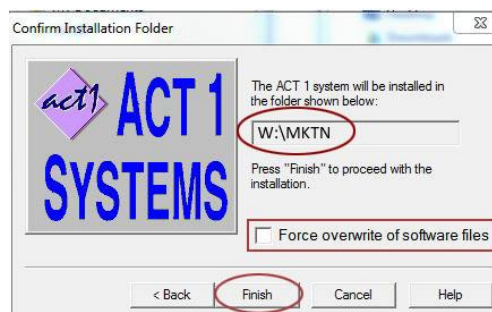 Confirm Installation Folder
act1
ACT 1
SYSTEMS
The ACT 1 system will be installed in
the folder shown below:
W:\MKTN
Press "Finish" to proceed with the
installation.
Force overwrite of software files
< Back
Finish
Cancel
Help